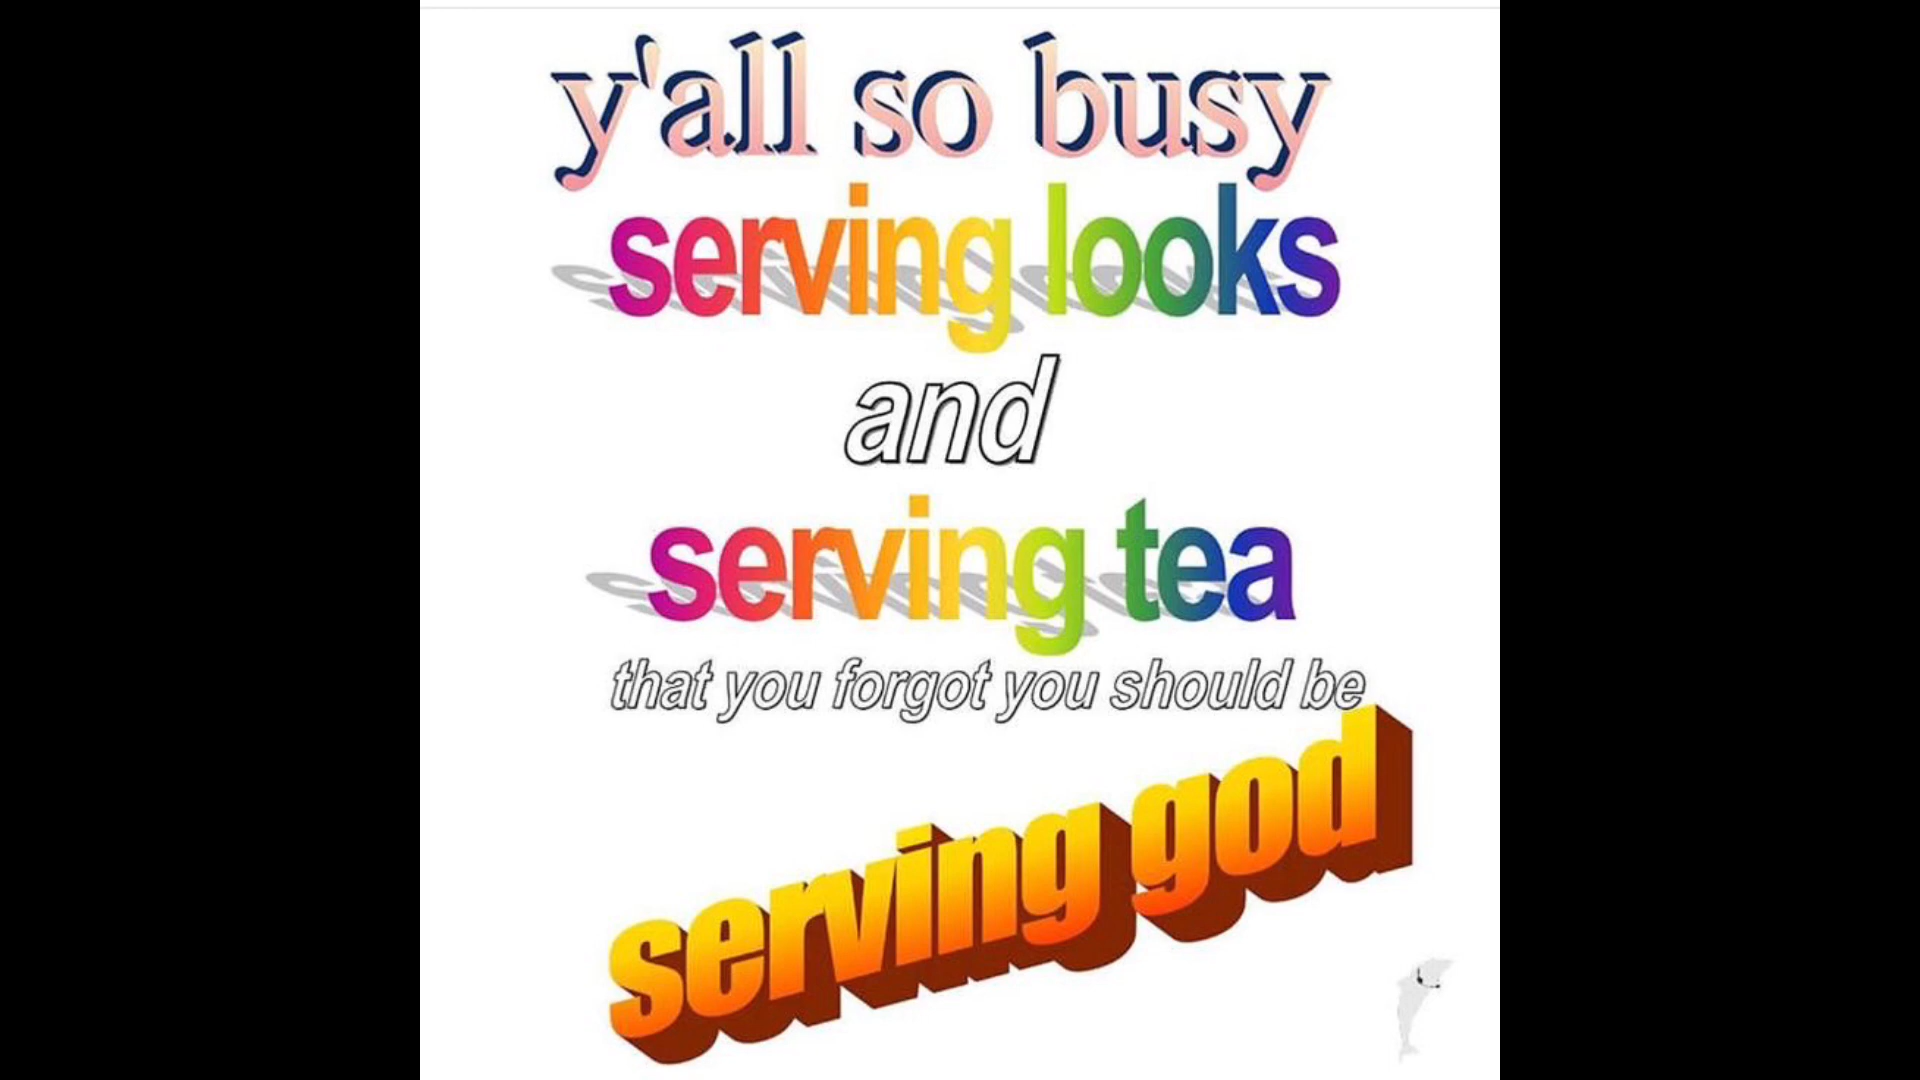 y'all so busy
serving looks
and
serving tea
that you forgot you should be
serving god